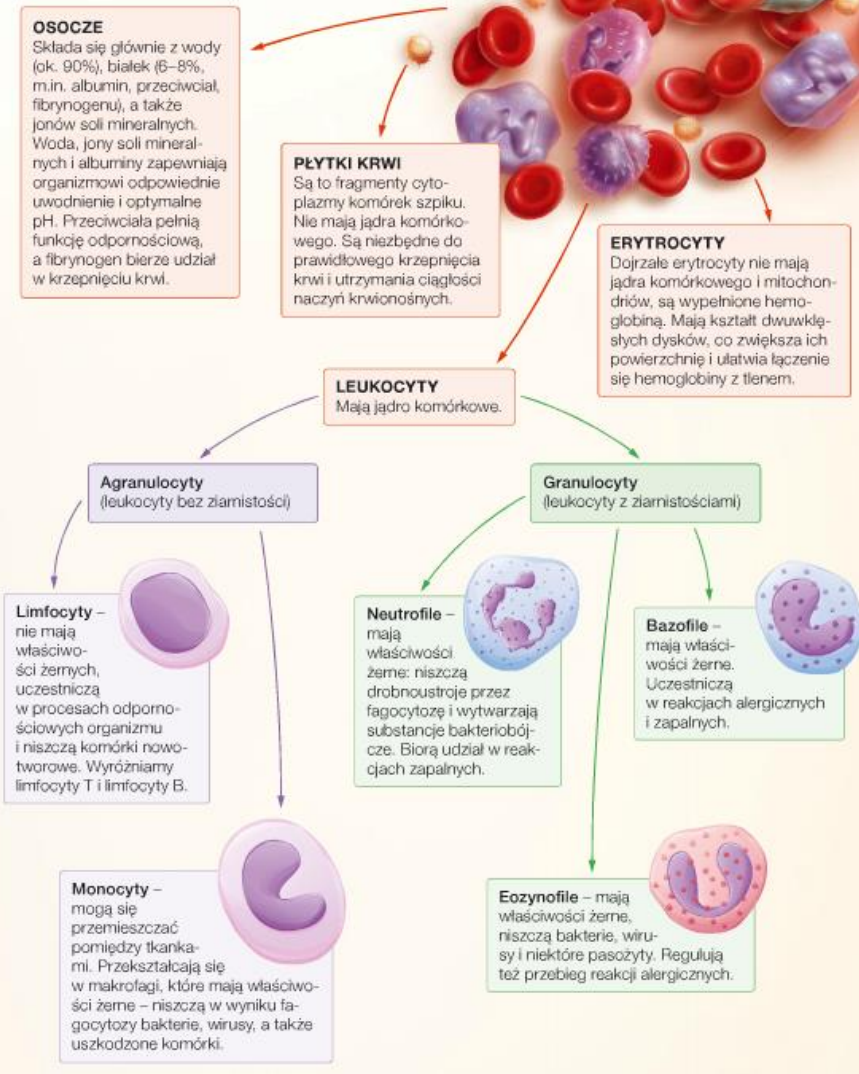 OSOCZE
Składa się głównie z wody
(ok. 90%), białek (6–8%,
m.in. albumin, przeciwciał,
fibrynogenu), a także
jonów soli mineralnych.
Woda, jony soli mineral-
nych i albuminy zapewniają
organizmowi odpowiednie
uwodnienie i optymalne
pH. Przeciwciała pełnią
funkcję odpornościową,
a fibrynogen bierze udział
w krzepnięciu krwi.
PŁYTKI KRWI
Są to fragmenty cyto-
plazmy komórek szpiku.
Nie mają jądra komórko-
wego. Są niezbędne do
prawidłowego krzepnięcia
krwi i utrzymania ciągłości
naczyń krwionośnych.
ERYTROCYTY
Dojrzałe erytrocyty nie mają
jądra komórkowego i mitochon-
driów, są wypełnione hemo-
globiną. Mają kształt dwuwklę-
słych dysków, co zwiększa ich
powierzchnię i ułatwia łączenie
się hemoglobiny z tlenem.
LEUKOCYTY
Mają jądro komórkowe.
Agranulocyty
(leukocyty bez ziarnistości)
Granulocyty
(leukocyty z ziarnistościami)
Limfocyty –
nie mają
właściwo-
ści żernych,
uczestniczą
w procesach odporno-
ściowych organizmu
i niszczą komórki nowo-
tworowe. Wyróżniamy
limfocyty T i limfocyty B.
Neutrofile –
mają
właściwości
żerne: niszczą
drobnoustroje przez
fagocytozę i wytwarzają
substancje bakteriobój-
cze. Biorą udział w reak-
cjach zapalnych.
Bazofile –
mają właści-
wości żerne.
Uczestniczą
w reakcjach alergicznych
i zapalnych.
Monocyty –
mogą się
przemieszczać
pomiędzy tkanka-
mi. Przekształcają się
w makrofagi, które mają właściwo-
ści żerne – niszczą w wyniku fa-
gocytozy bakterie, wirusy, a także
uszkodzone komórki.
Eozynofile – mają
właściwości żerne,
niszczą bakterie, wiru-
sy i niektóre pasożyty. Regulują
też przebieg reakcji alergicznych.